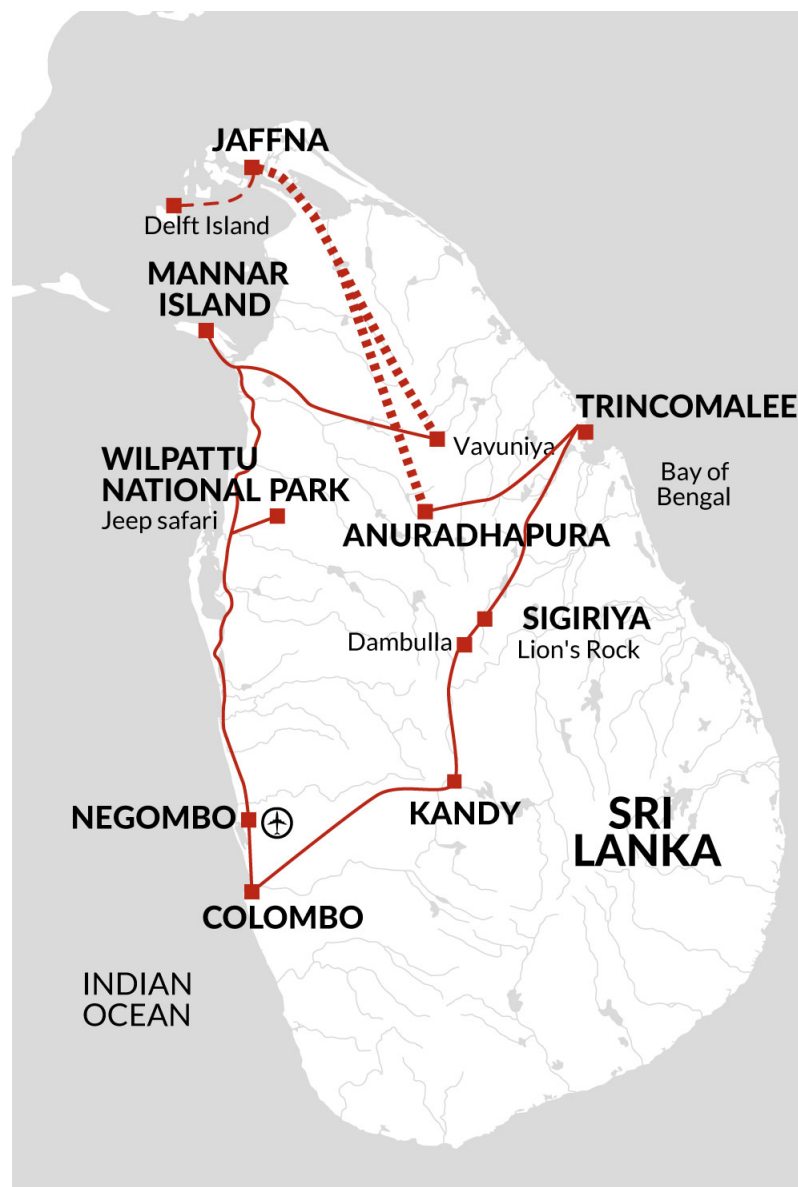 JAFFNA
Delft Island
MANNAR
ISLAND
TRINCOMALEE
Vavuniya
WILPATTU
NATIONAL PARK
Jeep safari
Bay of
Bengal
ANURADHAPURA
SIGIRIYA
Lion's Rock
Dambulla
KANDY
SRI
LANKA
NEGOMBO
COLOMBO
INDIAN
OCEAN